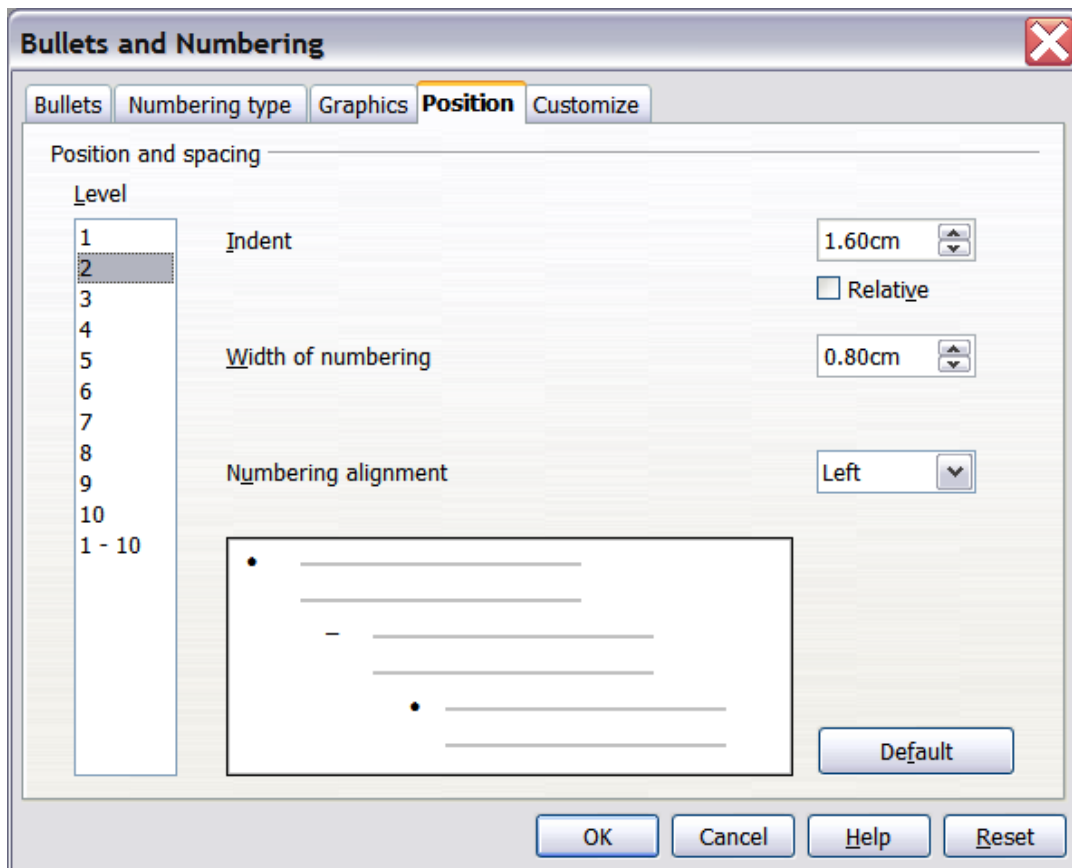 Bullets and Numbering
Bullets Numbering type Graphics Position Customize
Position and spacing
Level
1
2
3
4
5
6
7
8
9
10
1 - 10
Indent 1.60cm
Relative
Width of numbering 0.80cm
Numbering alignment Left
Default
OK Cancel Help Reset